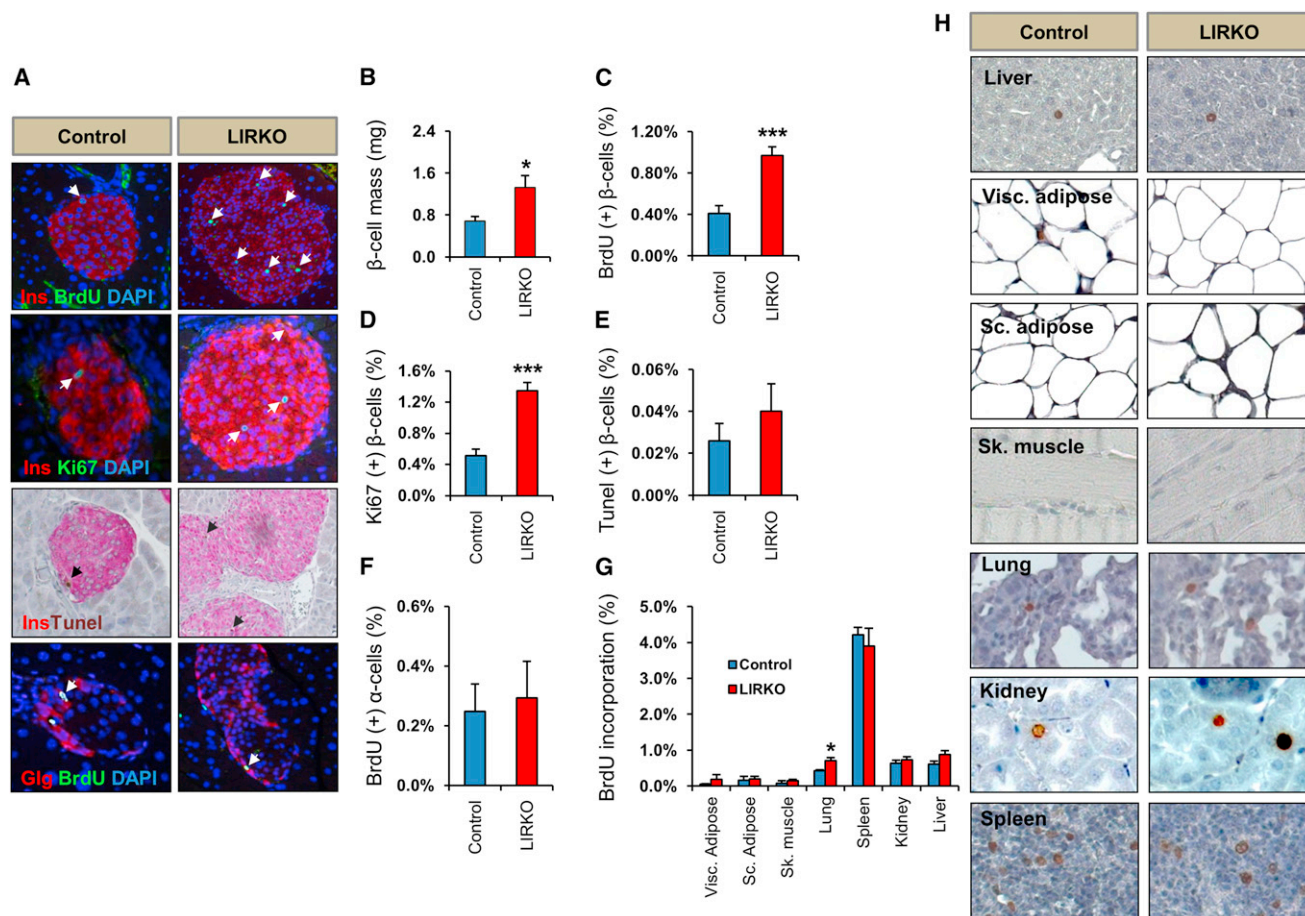 A
Control
LIRKO
Ins BrdU DAPI
Ins Ki67 DAPI
InsTunel
Glg BrdU DAPI
B
β-cell mass (mg)
2.4
1.6
0.8
0.0
*
Control
LIRKO
C
BrdU (+) β-cells (%)
1.20%
0.80%
0.40%
0.00%
***
Control
LIRKO
D
Ki67 (+) β-cells (%)
1.6%
1.2%
0.8%
0.4%
0.0%
***
Control
LIRKO
E
Tunel (+) β-cells (%)
0.06%
0.04%
0.02%
0.00%
Control
LIRKO
F
BrdU (+) α-cells (%)
0.6%
0.4%
0.2%
0.0%
Control
LIRKO
G
BrdU incorporation (%)
5.0%
4.0%
3.0%
2.0%
1.0%
0.0%
Control
LIRKO
*
Visc. Adipose
Sc. Adipose
Sk. muscle
Lung
Spleen
Kidney
Liver
H
Control
LIRKO
Liver
Visc. adipose
Sc. adipose
Sk. muscle
Lung
Kidney
Spleen